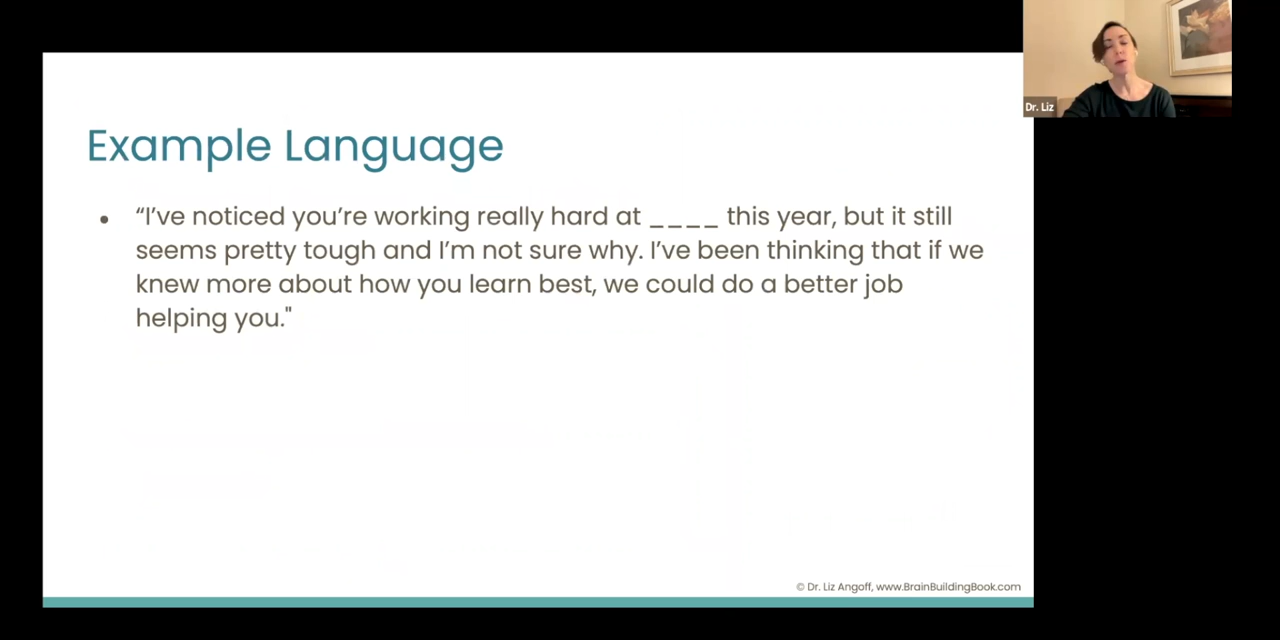 Dr. Liz
Example Language
• “I’ve noticed you’re working really hard at ____ this year, but it still
seems pretty tough and I’m not sure why. I’ve been thinking that if we
knew more about how you learn best, we could do a better job
helping you."
© Dr. Liz Angoff, www.BrainBuildingBook.com